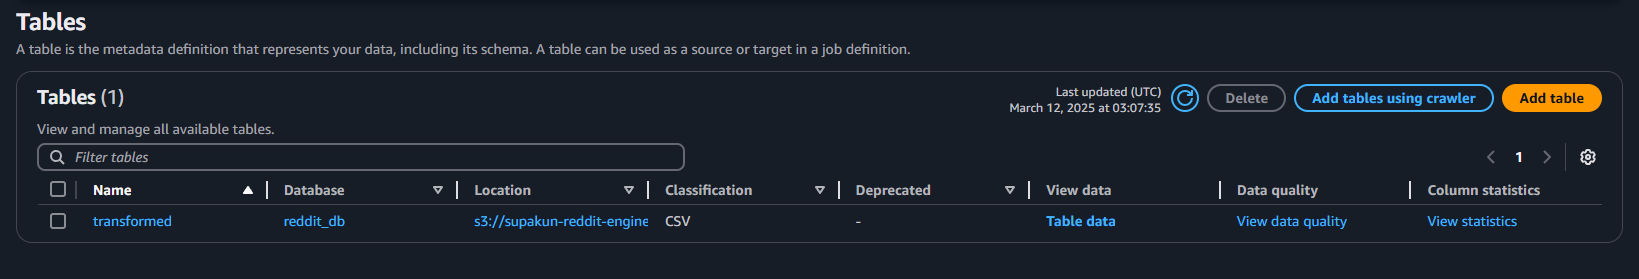 Tables
A table is the metadata definition that represents your data, including its schema. A table can be used as a source or target in a job definition.
Tables (1)
Last updated (UTC)
March 12, 2025 at 03:07:35
Delete
Add tables using crawler
Add table
View and manage all available tables.
Filter tables
1
Name Database Location Classification Deprecated View data Data quality Column statistics
transformed reddit_db s3://supakun-reddit-engine CSV - Table data View data quality View statistics